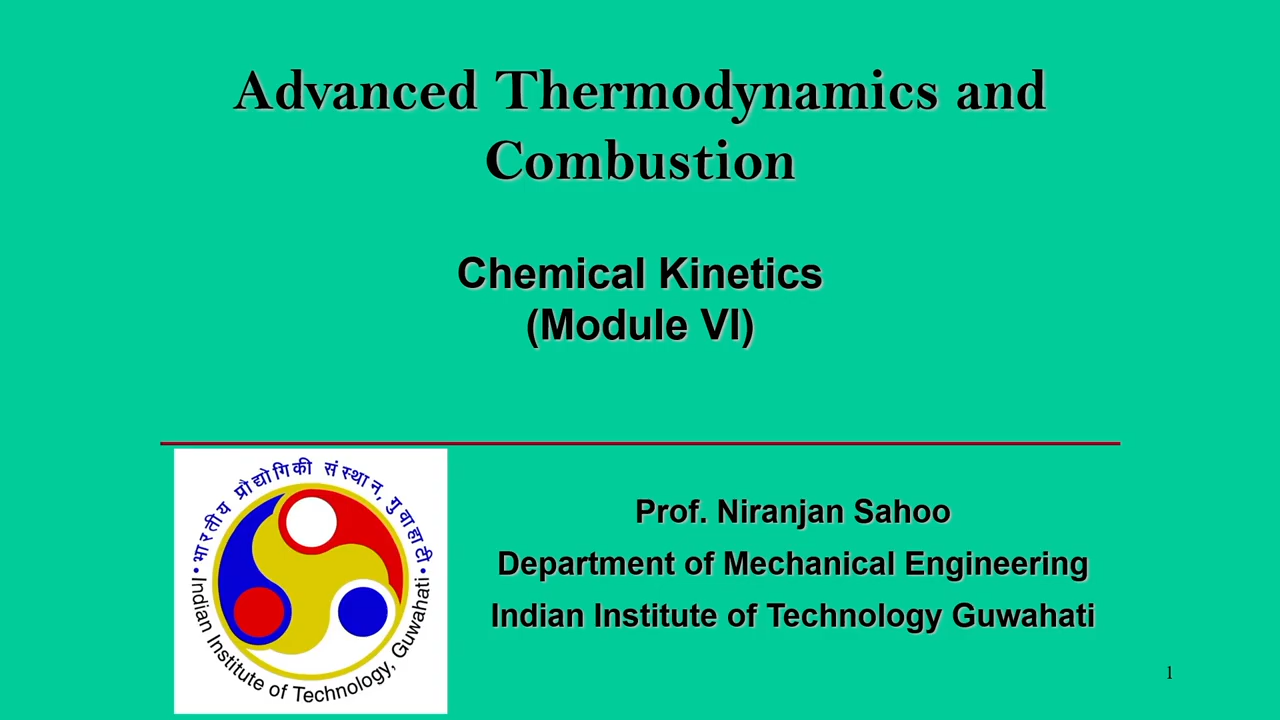 Advanced Thermodynamics and
Combustion
Chemical Kinetics
(Module VI)
• भारतीय प्रौद्योगिकी संस्थान, गुवाहाटी •
Indian Institute of Technology, Guwahati
Prof. Niranjan Sahoo
Department of Mechanical Engineering
Indian Institute of Technology Guwahati
1